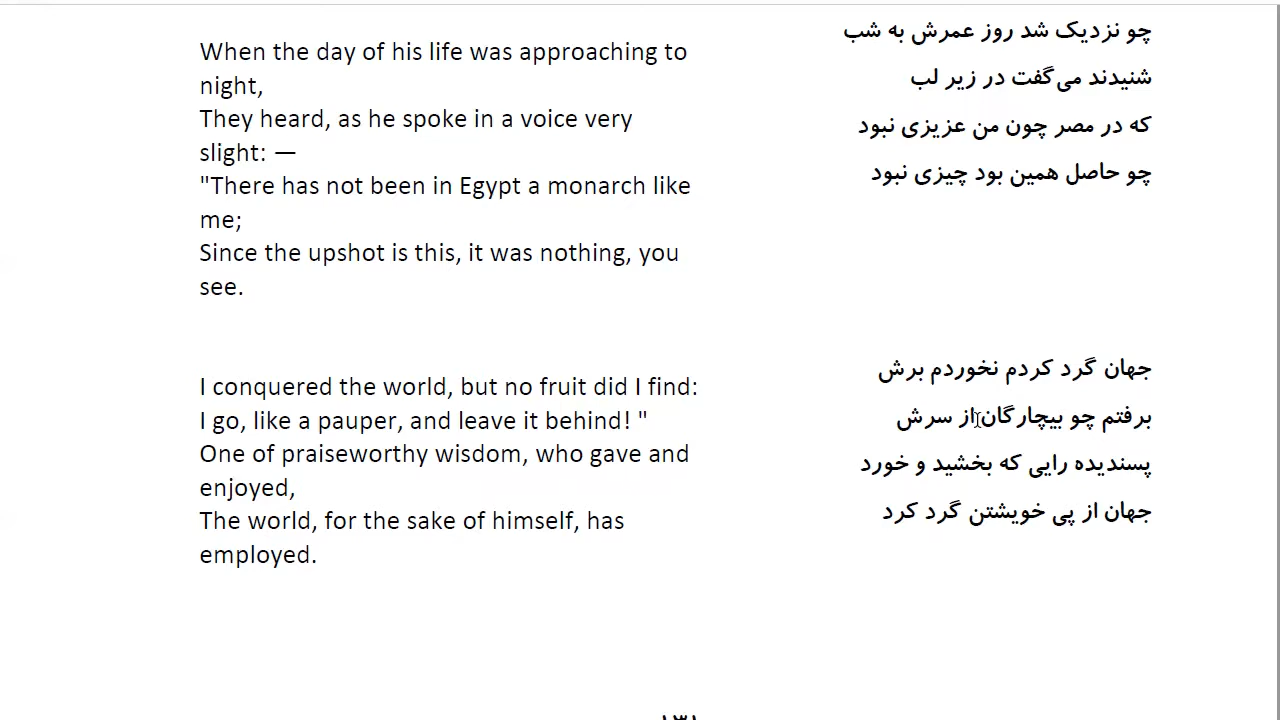 When the day of his life was approaching to
night,
They heard, as he spoke in a voice very
slight: —
"There has not been in Egypt a monarch like
me;
Since the upshot is this, it was nothing, you
see.
چو نزدیک شد روز عمرش به شب
شنیدند می‌گفت در زیر لب
که در مصر چون من عزیزی نبود
چو حاصل همین بود چیزی نبود
I conquered the world, but no fruit did I find:
I go, like a pauper, and leave it behind! "
One of praiseworthy wisdom, who gave and
enjoyed,
The world, for the sake of himself, has
employed.
جهان گرد کردم نخوردم برش
برفتم چو بیچارگان از سرش
پسندیده رایی که بخشید و خورد
جهان از پی خویشتن گرد کرد